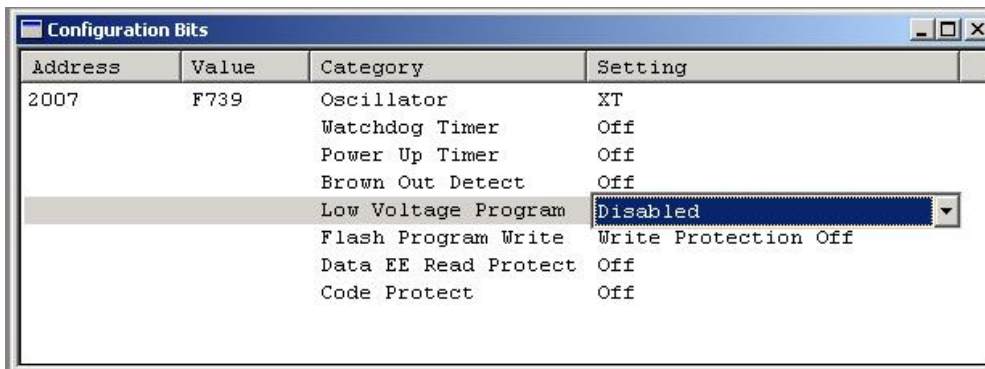 Configuration Bits
Address Value Category Setting
2007 F739 Oscillator XT
Watchdog Timer Off
Power Up Timer Off
Brown Out Detect Off
Low Voltage Program Disabled
Flash Program Write Write Protection Off
Data EE Read Protect Off
Code Protect Off